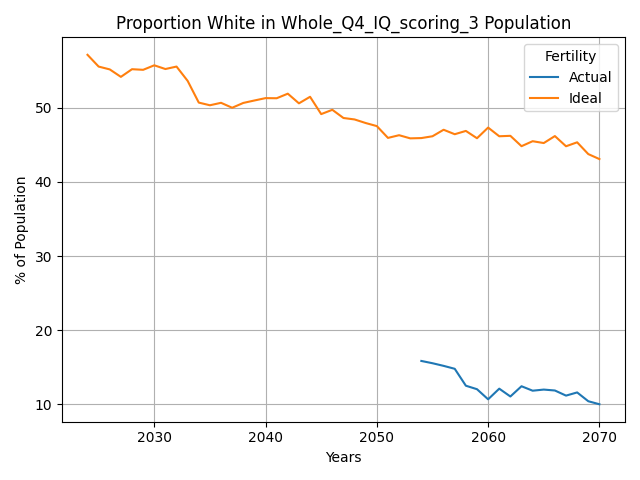 Proportion White in Whole_Q4_IQ_scoring_3 Population
Fertility
Actual
Ideal
% of Population
50
40
30
20
10
2030
2040
2050
2060
2070
Years